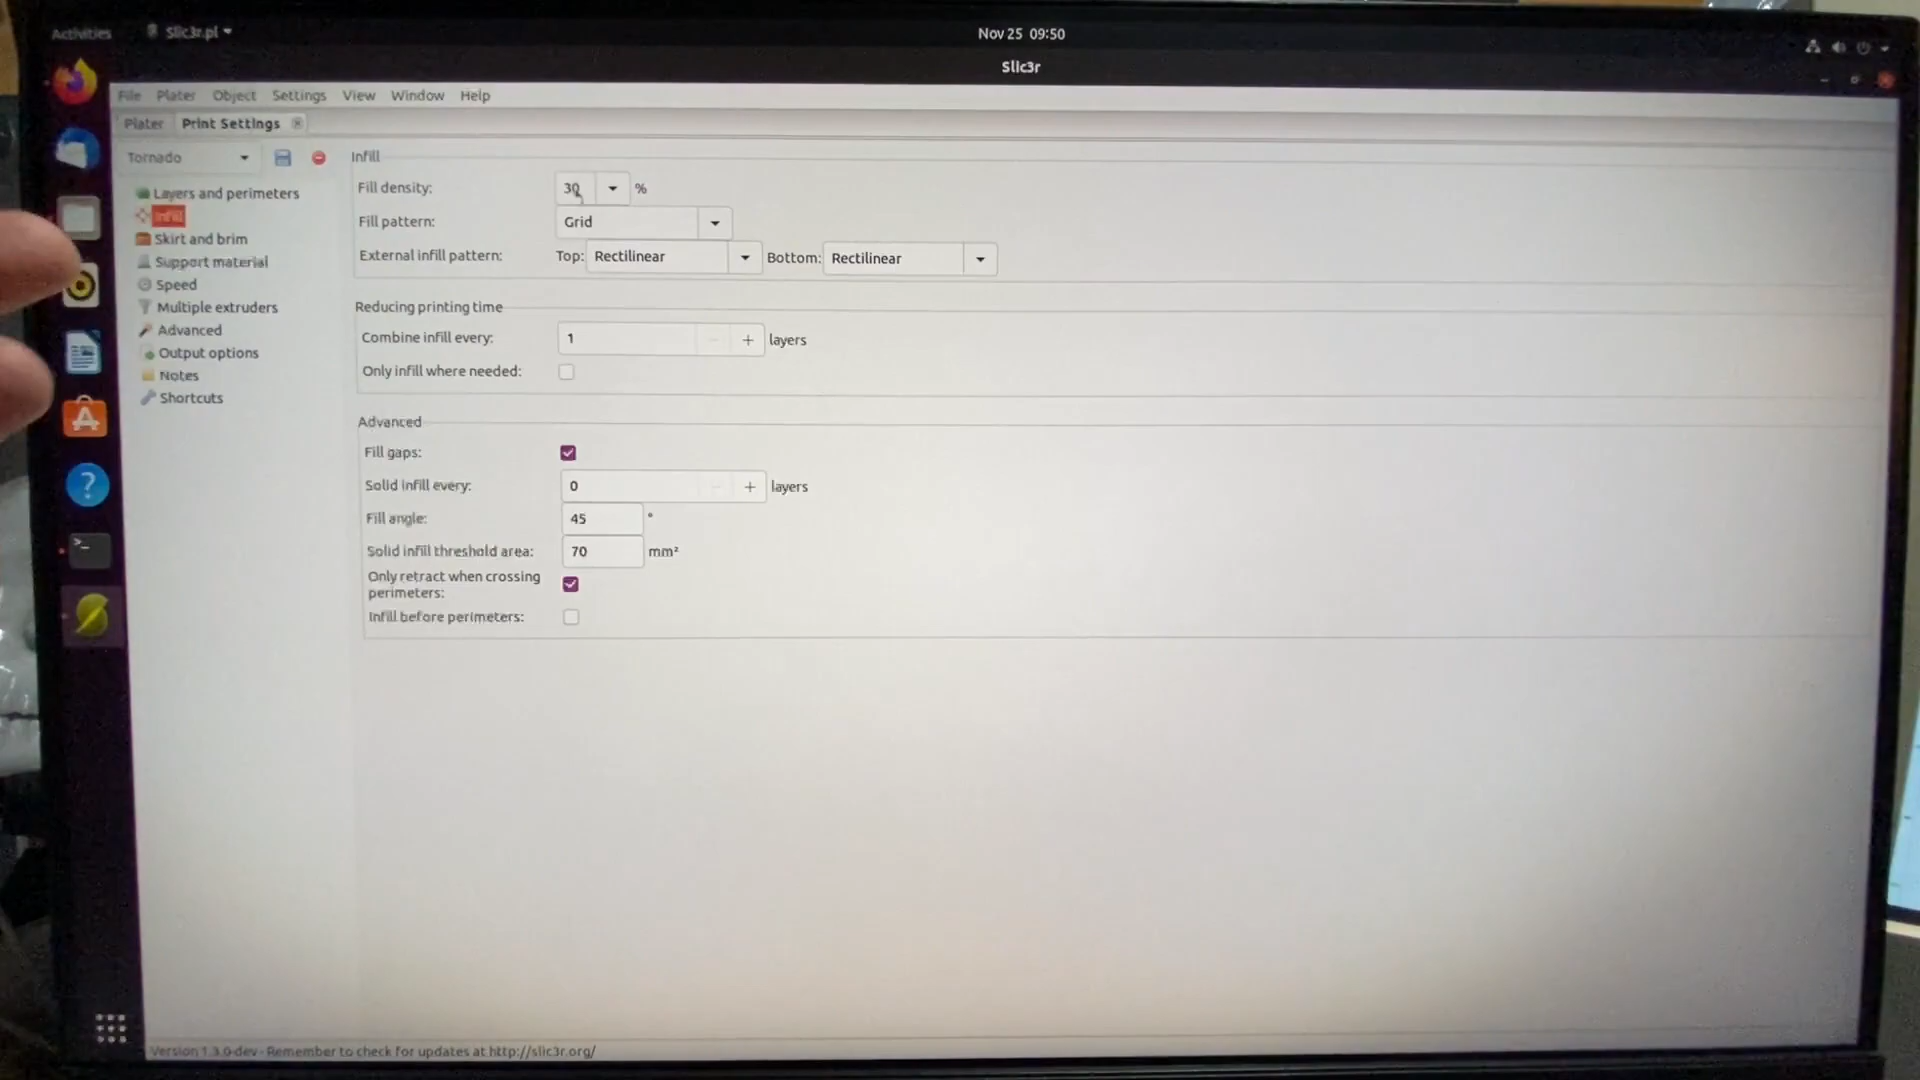 Activities Slic3r.pl Nov 25 09:50
Slic3r
File Plater Object Settings View Window Help
Plater Print Settings
Tornado
Layers and perimeters
Infill
Skirt and brim
Support material
Speed
Multiple extruders
Advanced
Output options
Notes
Shortcuts
Infill
Fill density: 30 %
Fill pattern: Grid
External infill pattern: Top: Rectilinear Bottom: Rectilinear
Reducing printing time
Combine infill every: 1 - + layers
Only infill where needed:
Advanced
Fill gaps:
Solid infill every: 0 - + layers
Fill angle: 45 °
Solid infill threshold area: 70 mm²
Only retract when crossing
perimeters:
Infill before perimeters:
Version 1.3.0-dev - Remember to check for updates at http://slic3r.org/